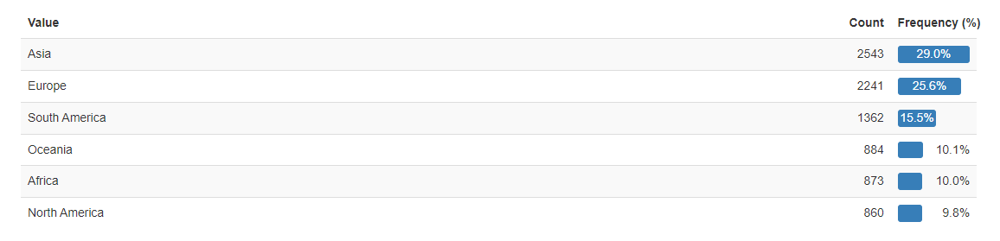 Value Count Frequency (%)
Asia 2543 29.0%
Europe 2241 25.6%
South America 1362 15.5%
Oceania 884 10.1%
Africa 873 10.0%
North America 860 9.8%